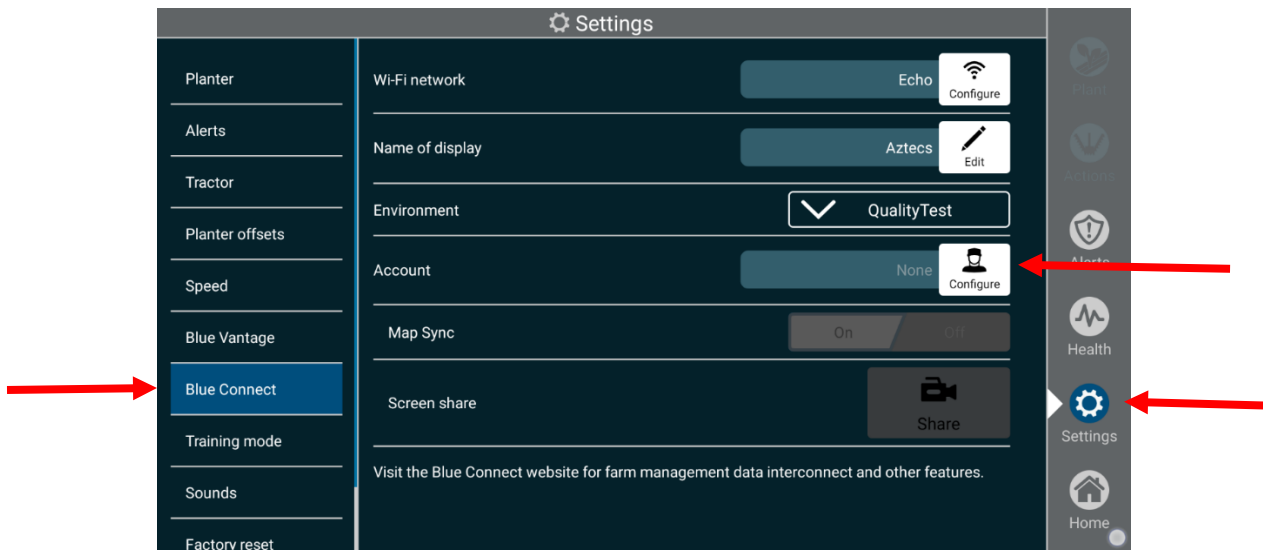 Settings
Planter
Alerts
Tractor
Planter offsets
Speed
Blue Vantage
Blue Connect
Training mode
Sounds
Factory reset
Wi-Fi network
Echo
Configure
Name of display
Aztecs
Edit
Environment
QualityTest
Account
None
Configure
Map Sync
On
Off
Screen share
Share
Visit the Blue Connect website for farm management data interconnect and other features.
Plant
Actions
Alerts
Health
Settings
Home